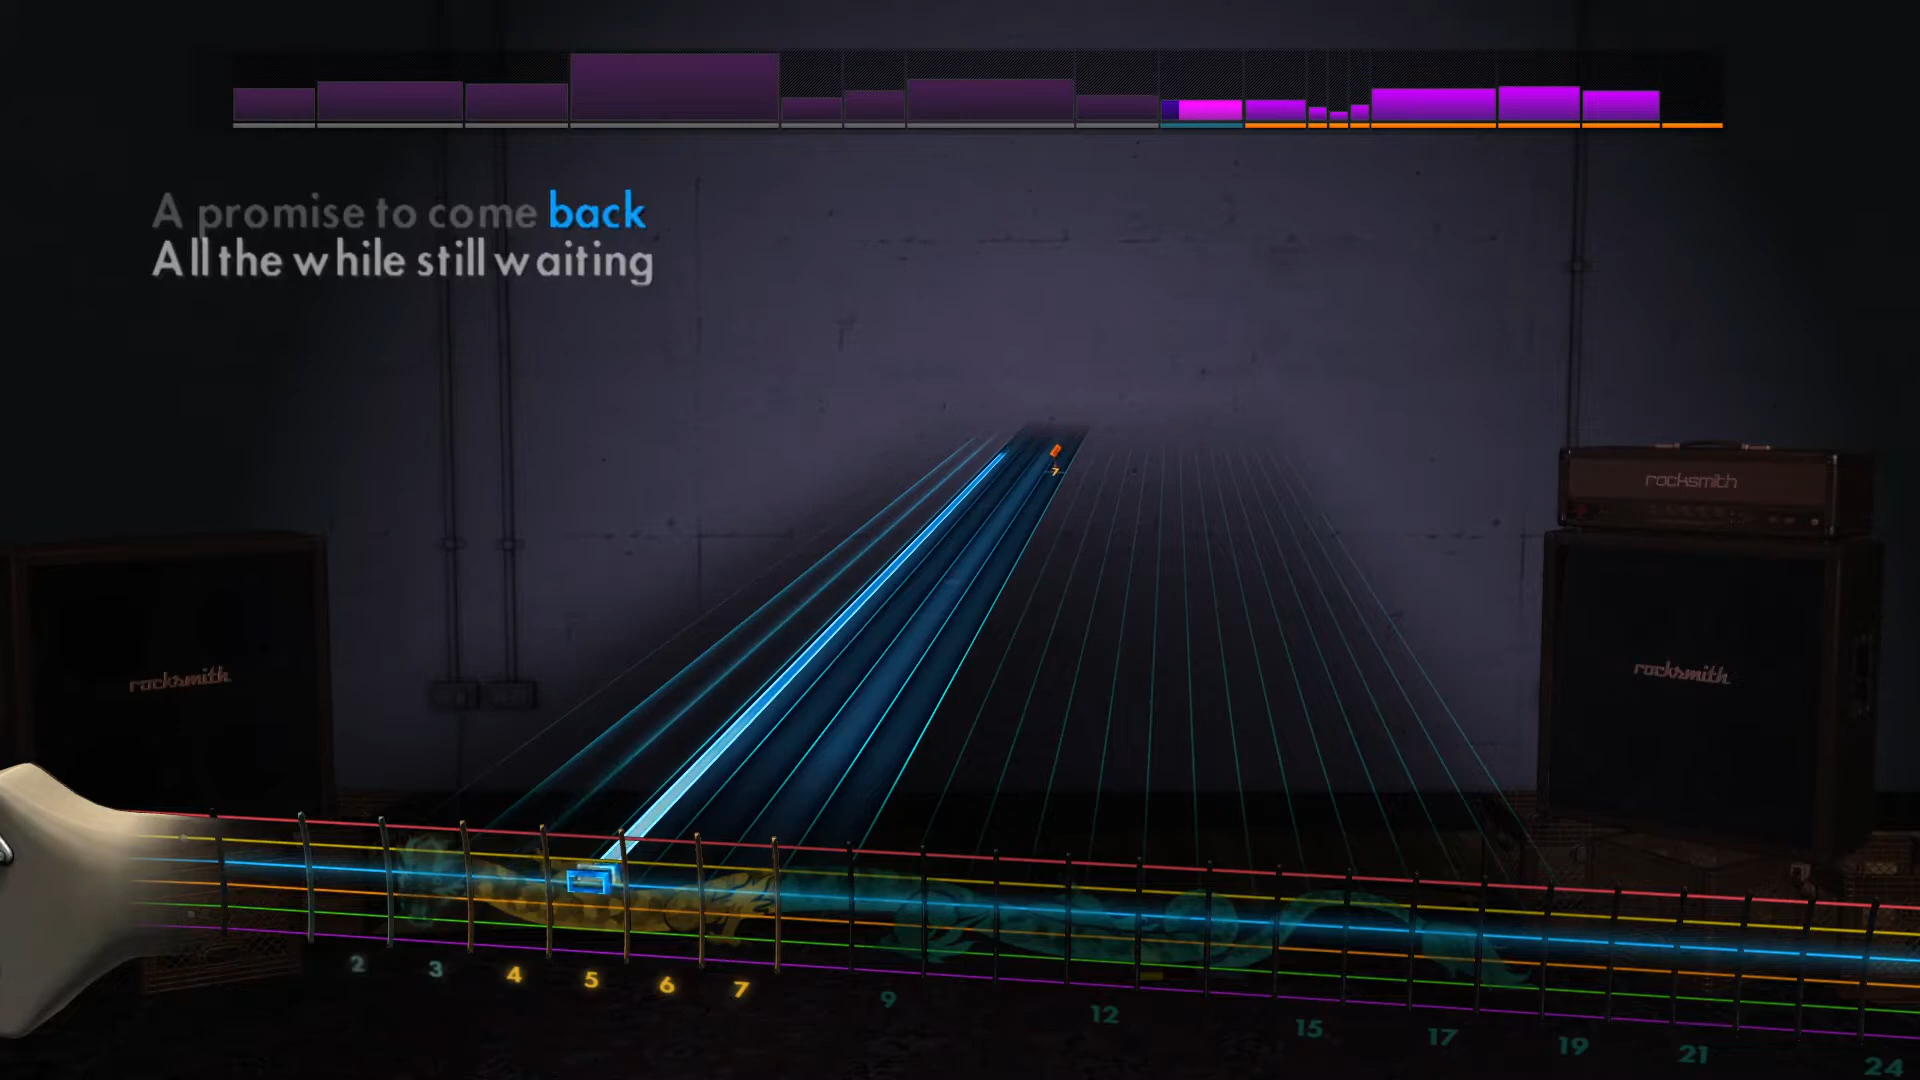 A promise to come back
All the while still waiting
7
rocksmith
rocksmith
rocksmith
2 3 4 5 6 7 9 12 15 17 19 21 24